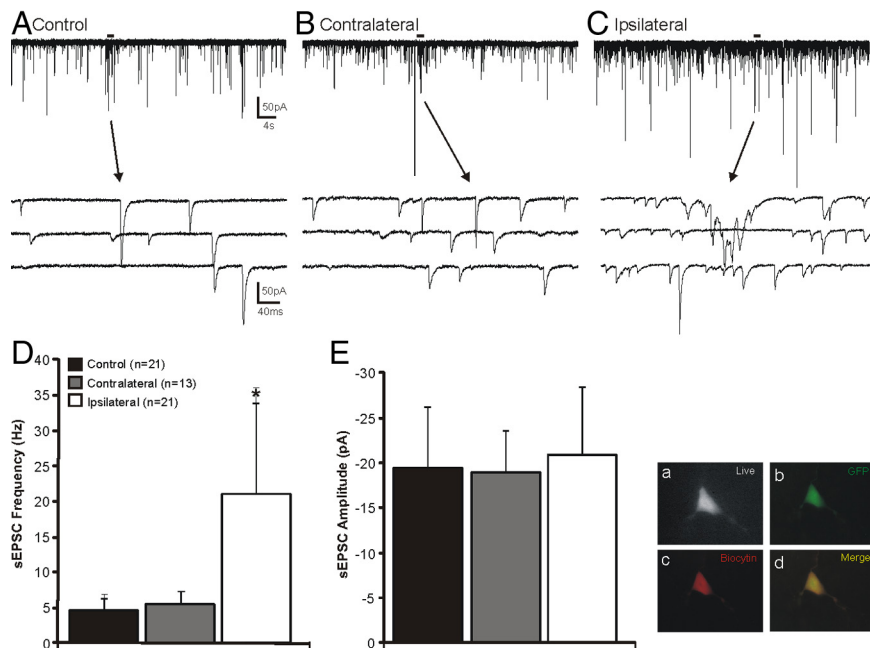 A Control
B Contralateral
C Ipsilateral
50pA
4s
50pA
40ms
D
sEPSC Frequency (Hz)
40
35
30
25
20
15
10
5
0
Control (n=21)
Contralateral (n=13)
Ipsilateral (n=21)
*
E
sEPSC Amplitude (pA)
-30
-25
-20
-15
-10
-5
0
a Live
b GFP
c Biocytin
d Merge